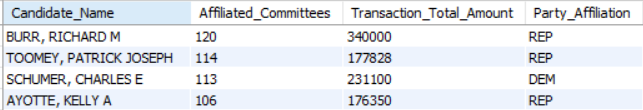 Candidate_Name Affiliated_Committees Transaction_Total_Amount Party_Affiliation
BURR, RICHARD M 120 340000 REP
TOOMEY, PATRICK JOSEPH 114 177828 REP
SCHUMER, CHARLES E 113 231100 DEM
AYOTTE, KELLY A 106 176350 REP